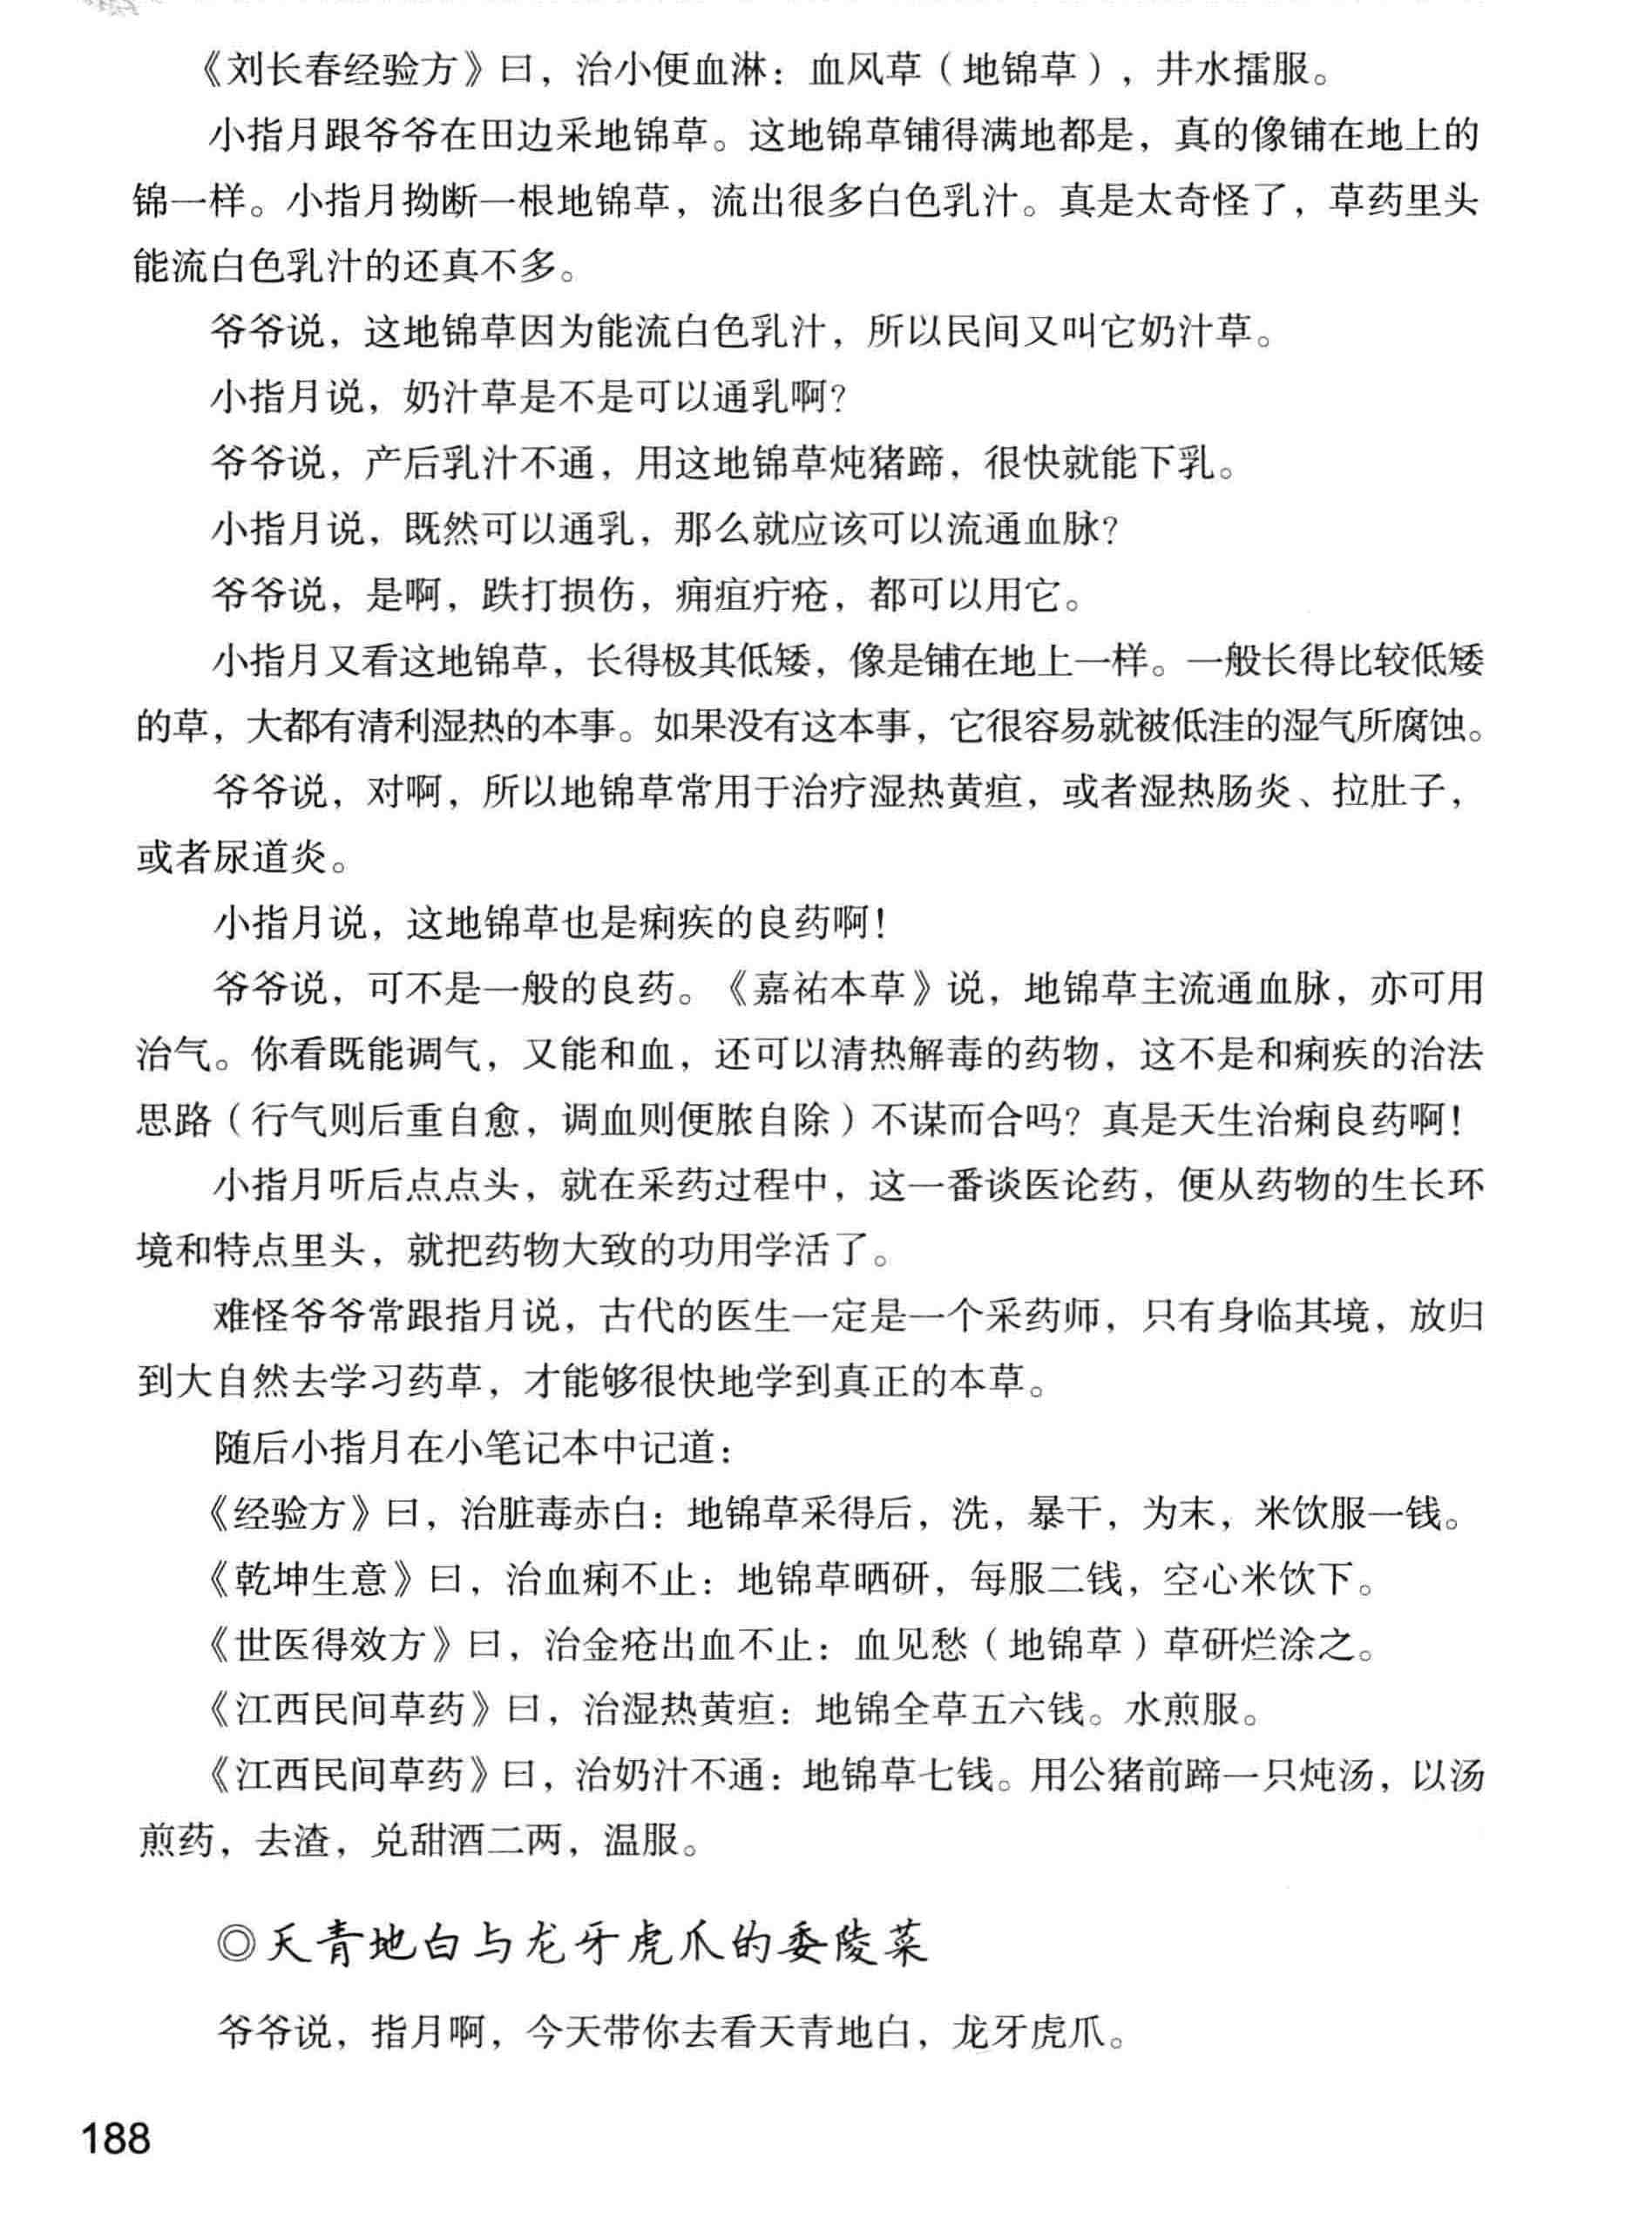 《刘长春经验方》曰，治小便血淋：血风草（地锦草），井水擂服。
小指月跟爷爷在田边采地锦草。这地锦草铺得满地都是，真的像铺在地上的
锦一样。小指月拗断一根地锦草，流出很多白色乳汁。真是太奇怪了，草药里头
能流白色乳汁的还真不多。
爷爷说，这地锦草因为能流白色乳汁，所以民间又叫它奶汁草。
小指月说，奶汁草是不是可以通乳啊？
爷爷说，产后乳汁不通，用这地锦草炖猪蹄，很快就能下乳。
小指月说，既然可以通乳，那么就应该可以流通血脉？
爷爷说，是啊，跌打损伤，痈疽疔疮，都可以用它。
小指月又看这地锦草，长得极其低矮，像是铺在地上一样。一般长得比较低矮
的草，大都有清利湿热的本事。如果没有这本事，它很容易就被低洼的湿气所腐蚀。
爷爷说，对啊，所以地锦草常用于治疗湿热黄疸，或者湿热肠炎、拉肚子，
或者尿道炎。
小指月说，这地锦草也是痢疾的良药啊！
爷爷说，可不是一般的良药。《嘉祐本草》说，地锦草主流通血脉，亦可用
治气。你看既能调气，又能和血，还可以清热解毒的药物，这不是和痢疾的治法
思路（行气则后重自愈，调血则便脓自除）不谋而合吗？真是天生治痢良药啊！
小指月听后点点头，就在采药过程中，这一番谈医论药，便从药物的生长环
境和特点里头，就把药物大致的功用学活了。
难怪爷爷常跟指月说，古代的医生一定是一个采药师，只有身临其境，放归
到大自然去学习药草，才能够很快地学到真正的本草。
随后小指月在小笔记本中记道：
《经验方》曰，治脏毒赤白：地锦草采得后，洗，暴干，为末，米饮服一钱。
《乾坤生意》曰，治血痢不止：地锦草晒研，每服二钱，空心米饮下。
《世医得效方》曰，治金疮出血不止：血见愁（地锦草）草研烂涂之。
《江西民间草药》曰，治湿热黄疸：地锦全草五六钱。水煎服。
《江西民间草药》曰，治奶汁不通：地锦草七钱。用公猪前蹄一只炖汤，以汤
煎药，去渣，兑甜酒二两，温服。
◎天青地白与龙牙虎爪的委陵菜
爷爷说，指月啊，今天带你去看天青地白，龙牙虎爪。
188